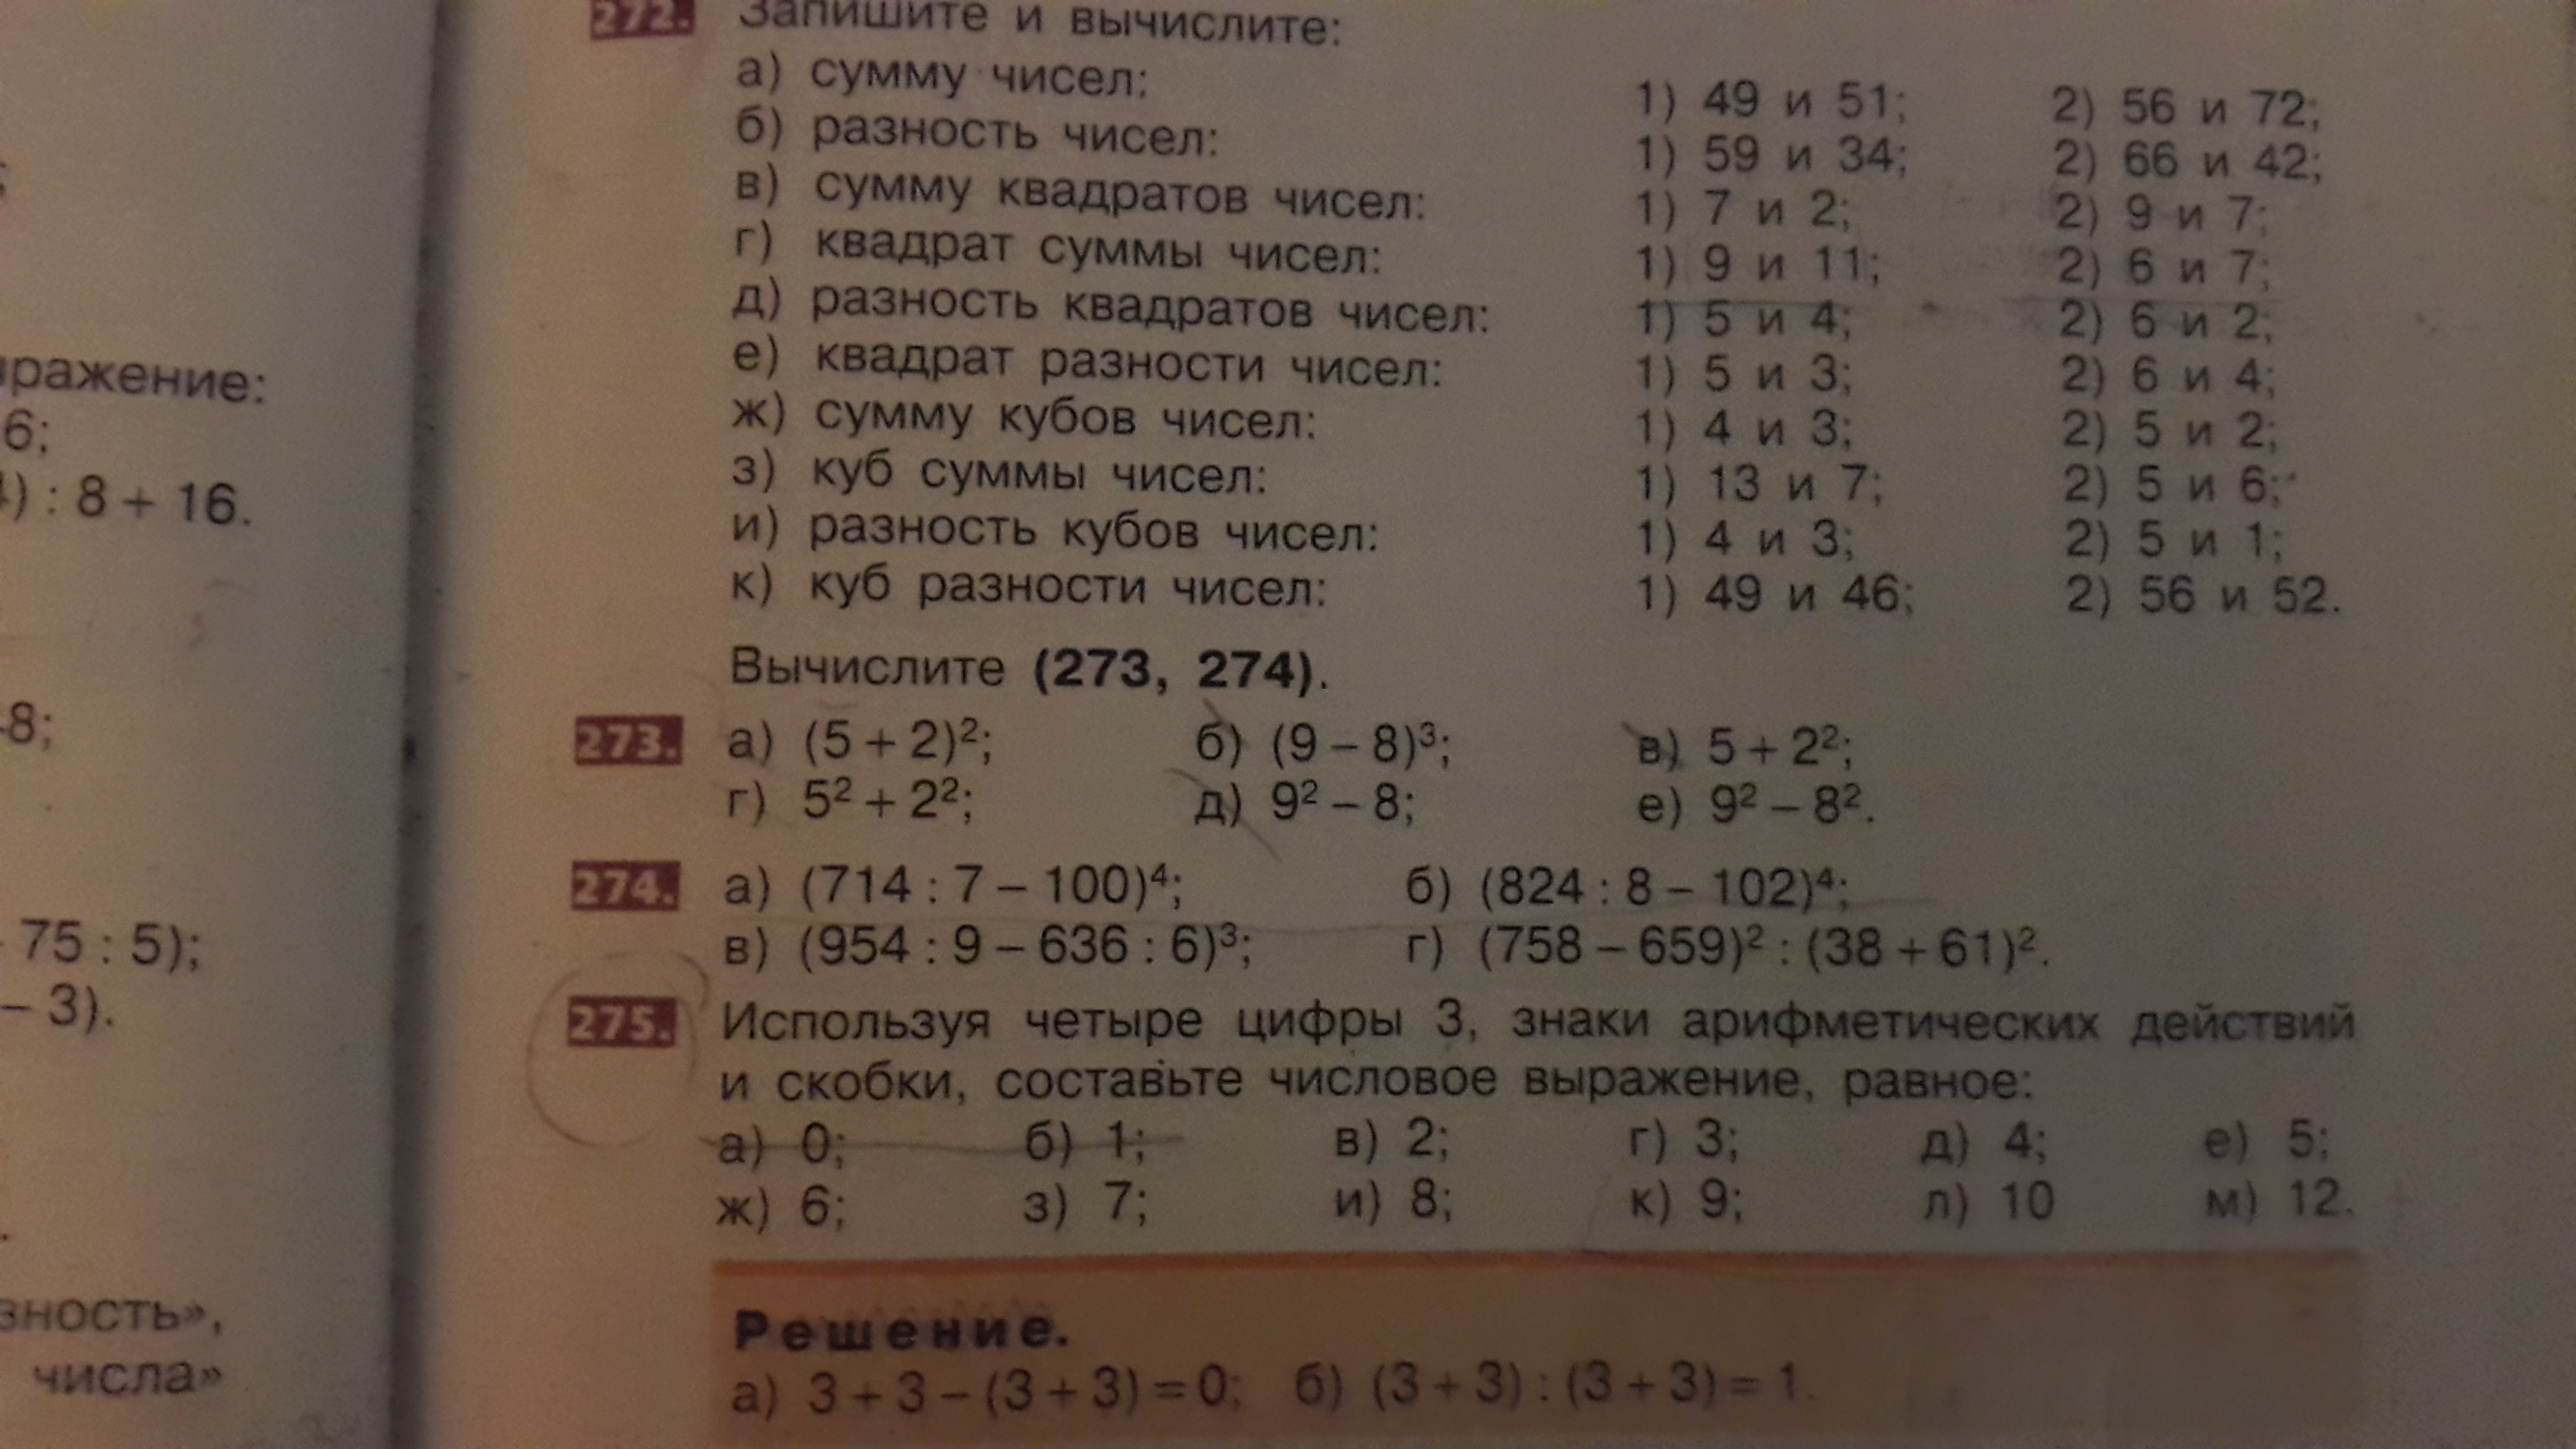 ражение:
6;
) : 8 + 16.
8;
75 : 5);
– 3).
ность»,
числа»
272. Запишите и вычислите:
а) сумму чисел: 1) 49 и 51; 2) 56 и 72;
б) разность чисел: 1) 59 и 34; 2) 66 и 42;
в) сумму квадратов чисел: 1) 7 и 2; 2) 9 и 7;
г) квадрат суммы чисел: 1) 9 и 11; 2) 6 и 7;
д) разность квадратов чисел: 1) 5 и 4; 2) 6 и 2;
е) квадрат разности чисел: 1) 5 и 3; 2) 6 и 4;
ж) сумму кубов чисел: 1) 4 и 3; 2) 5 и 2;
з) куб суммы чисел: 1) 13 и 7; 2) 5 и 6;
и) разность кубов чисел: 1) 4 и 3; 2) 5 и 1;
к) куб разности чисел: 1) 49 и 46; 2) 56 и 52.
Вычислите (273, 274).
273. а) (5 + 2)²; б) (9 – 8)³; в) 5 + 2²;
г) 5² + 2²; д) 9² – 8; е) 9² – 8².
274. а) (714 : 7 – 100)⁴; б) (824 : 8 – 102)⁴;
в) (954 : 9 – 636 : 6)³; г) (758 – 659)² : (38 + 61)².
275. Используя четыре цифры 3, знаки арифметических действий
и скобки, составьте числовое выражение, равное:
а) 0; б) 1; в) 2; г) 3; д) 4; е) 5;
ж) 6; з) 7; и) 8; к) 9; л) 10 м) 12.
Решение.
а) 3 + 3 – (3 + 3) = 0; б) (3 + 3) : (3 + 3) = 1.